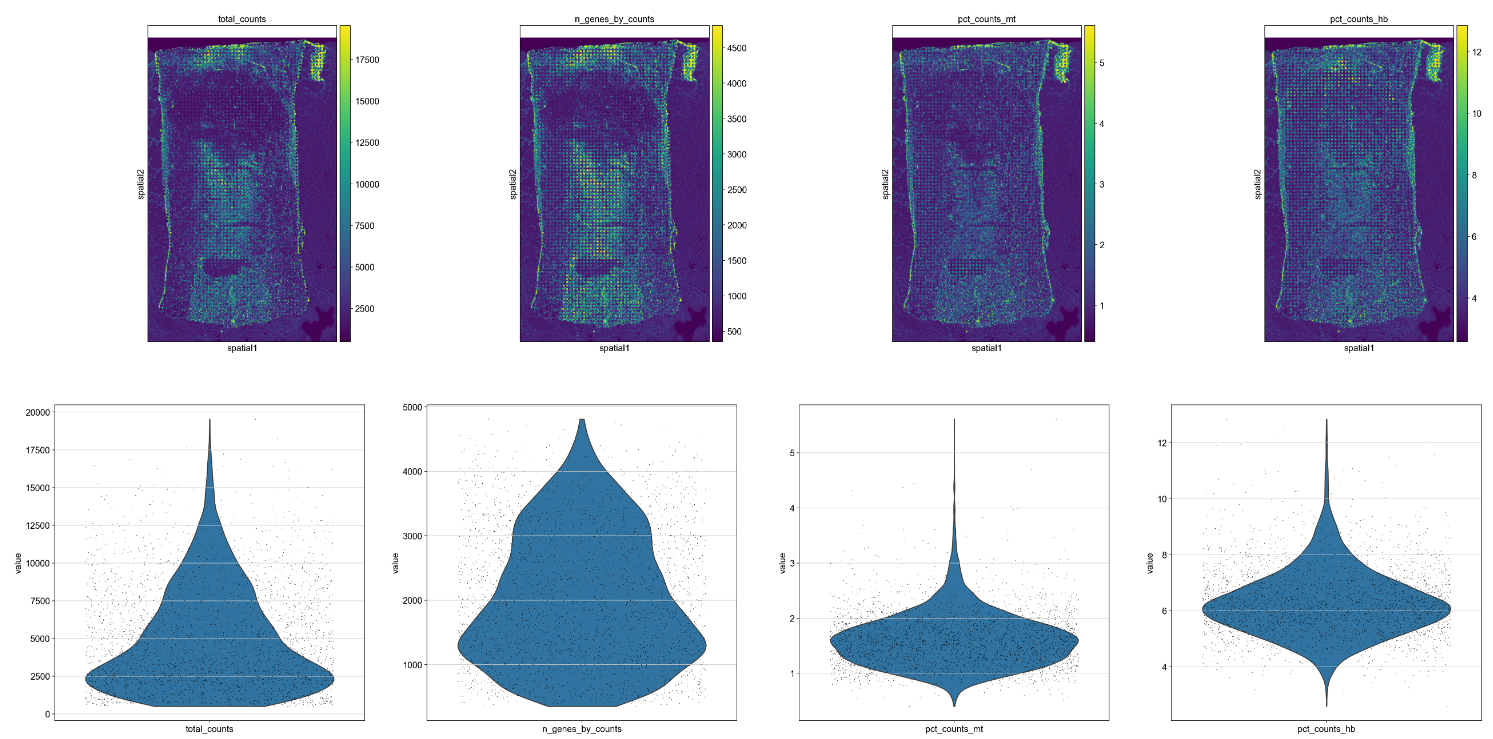 total_counts
n_genes_by_counts
pct_counts_mt
pct_counts_hb
spatial2
17500
15000
12500
10000
7500
5000
2500
spatial1
spatial2
4500
4000
3500
3000
2500
2000
1500
1000
500
spatial1
spatial2
5
4
3
2
1
spatial1
spatial2
12
10
8
6
4
spatial1
value
20000
17500
15000
12500
10000
7500
5000
2500
0
total_counts
value
5000
4000
3000
2000
1000
n_genes_by_counts
value
5
4
3
2
1
pct_counts_mt
value
12
10
8
6
4
pct_counts_hb